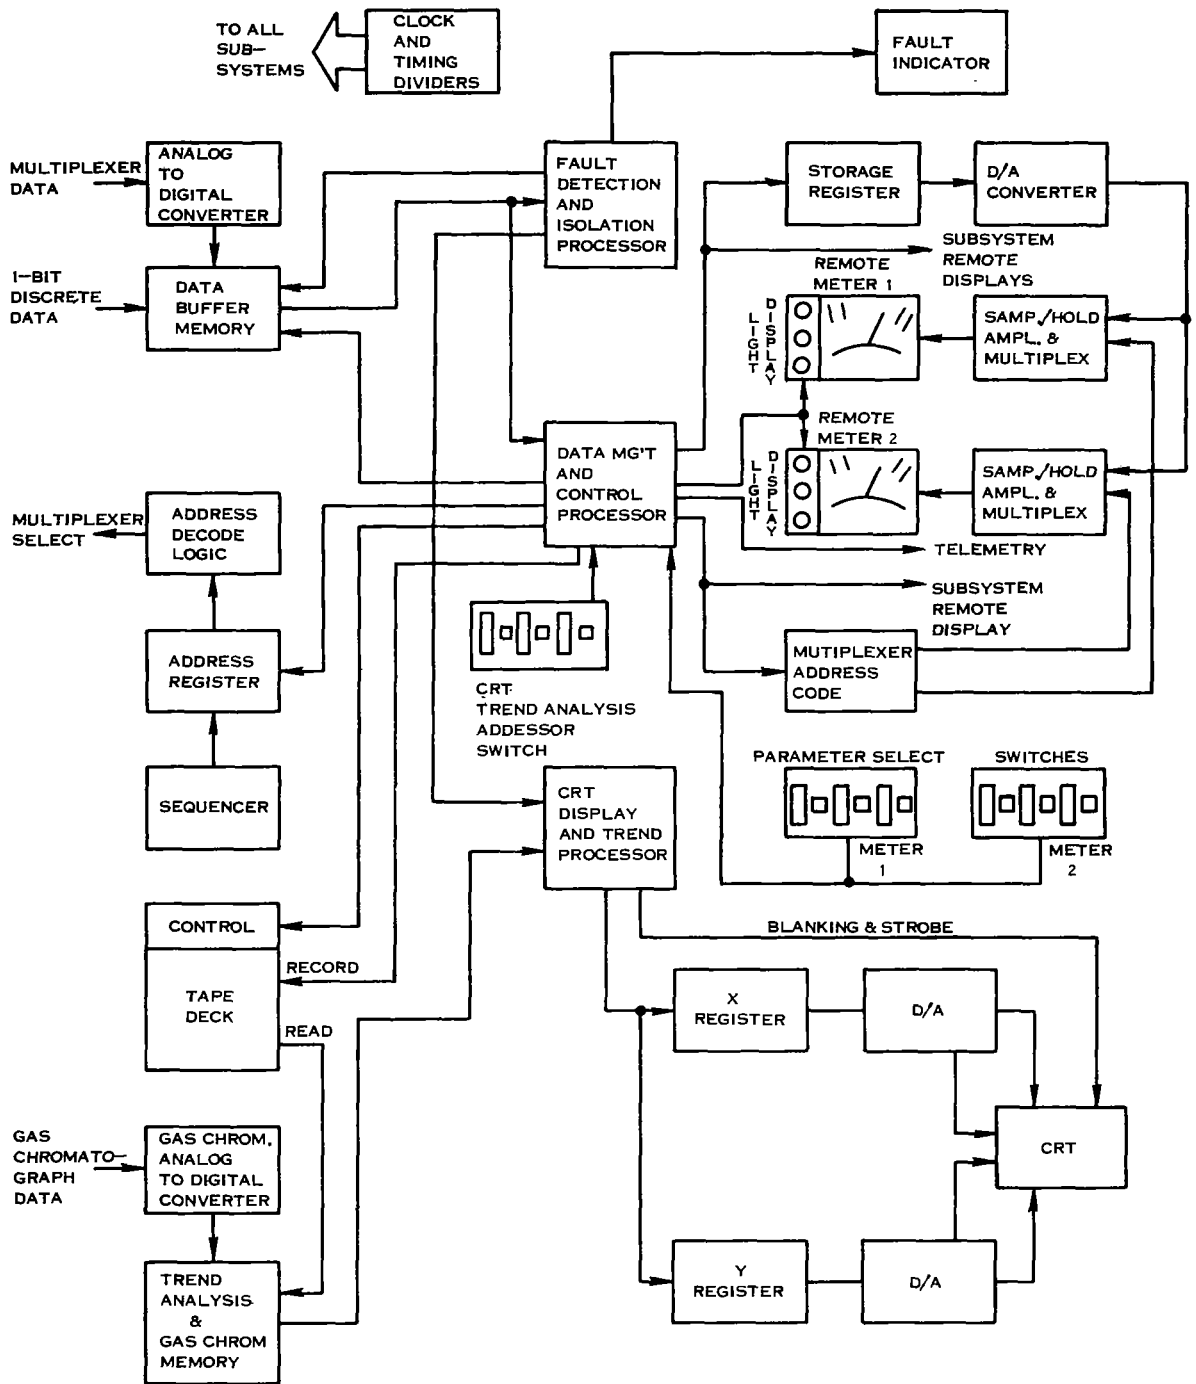 TO ALL
SUB-
SYSTEMS
CLOCK
AND
TIMING
DIVIDERS
FAULT
INDICATOR
MULTIPLEXER
DATA
ANALOG
TO
DIGITAL
CONVERTER
FAULT
DETECTION
AND
ISOLATION
PROCESSOR
STORAGE
REGISTER
D/A
CONVERTER
1-BIT
DISCRETE
DATA
DATA
BUFFER
MEMORY
SUBSYSTEM
REMOTE
DISPLAYS
REMOTE
METER 1
LIGHT
DISPLAY
SAMP./HOLD
AMPL. &
MULTIPLEX
REMOTE
METER 2
LIGHT
DISPLAY
SAMP./HOLD
AMPL. &
MULTIPLEX
DATA MG'T
AND
CONTROL
PROCESSOR
TELEMETRY
SUBSYSTEM
REMOTE
DISPLAY
MULTIPLEXER
SELECT
ADDRESS
DECODE
LOGIC
ADDRESS
REGISTER
SEQUENCER
CRT
TREND ANALYSIS
ADDESSOR
SWITCH
MUTIPLEXER
ADDRESS
CODE
PARAMETER SELECT
SWITCHES
METER
1
METER
2
CRT
DISPLAY
AND TREND
PROCESSOR
CONTROL
TAPE
DECK
RECORD
READ
BLANKING & STROBE
X
REGISTER
D/A
CRT
Y
REGISTER
D/A
GAS
CHROMATO-
GRAPH
DATA
GAS CHROM.
ANALOG
TO DIGITAL
CONVERTER
TREND
ANALYSIS
&
GAS CHROM
MEMORY